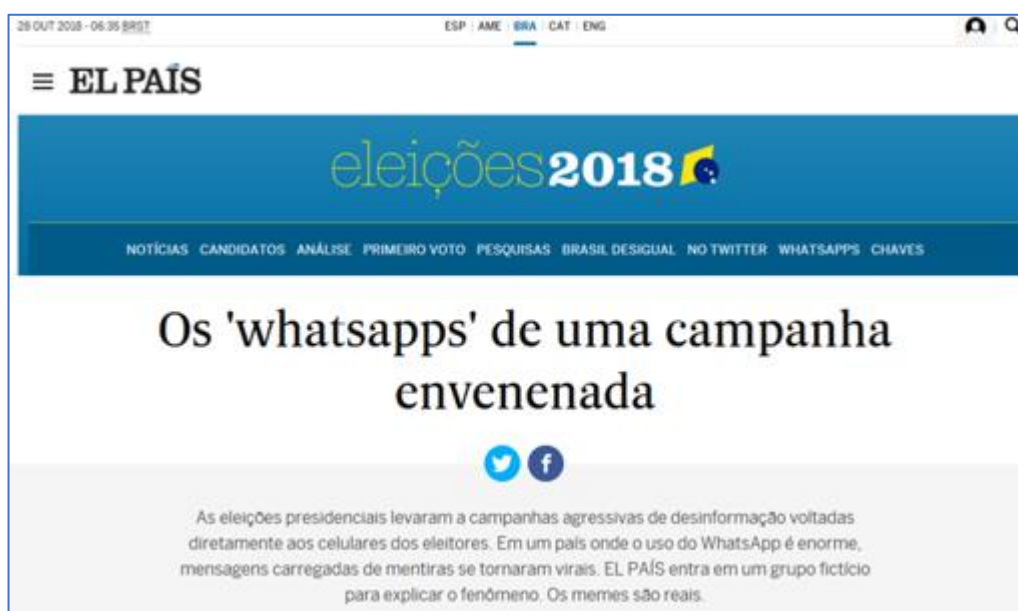 28 OUT 2018 - 06:35 BRST
ESP AME BRA CAT ENG
EL PAÍS
eleições 2018
NOTÍCIAS CANDIDATOS ANÁLISE PRIMEIRO VOTO PESQUISAS BRASIL DESIGUAL NO TWITTER WHATSAPPS CHAVES
Os 'whatsapps' de uma campanha
envenenada
As eleições presidenciais levaram a campanhas agressivas de desinformação voltadas
diretamente aos celulares dos eleitores. Em um país onde o uso do WhatsApp é enorme,
mensagens carregadas de mentiras se tornaram virais. EL PAÍS entra em um grupo fictício
para explicar o fenômeno. Os memes são reais.